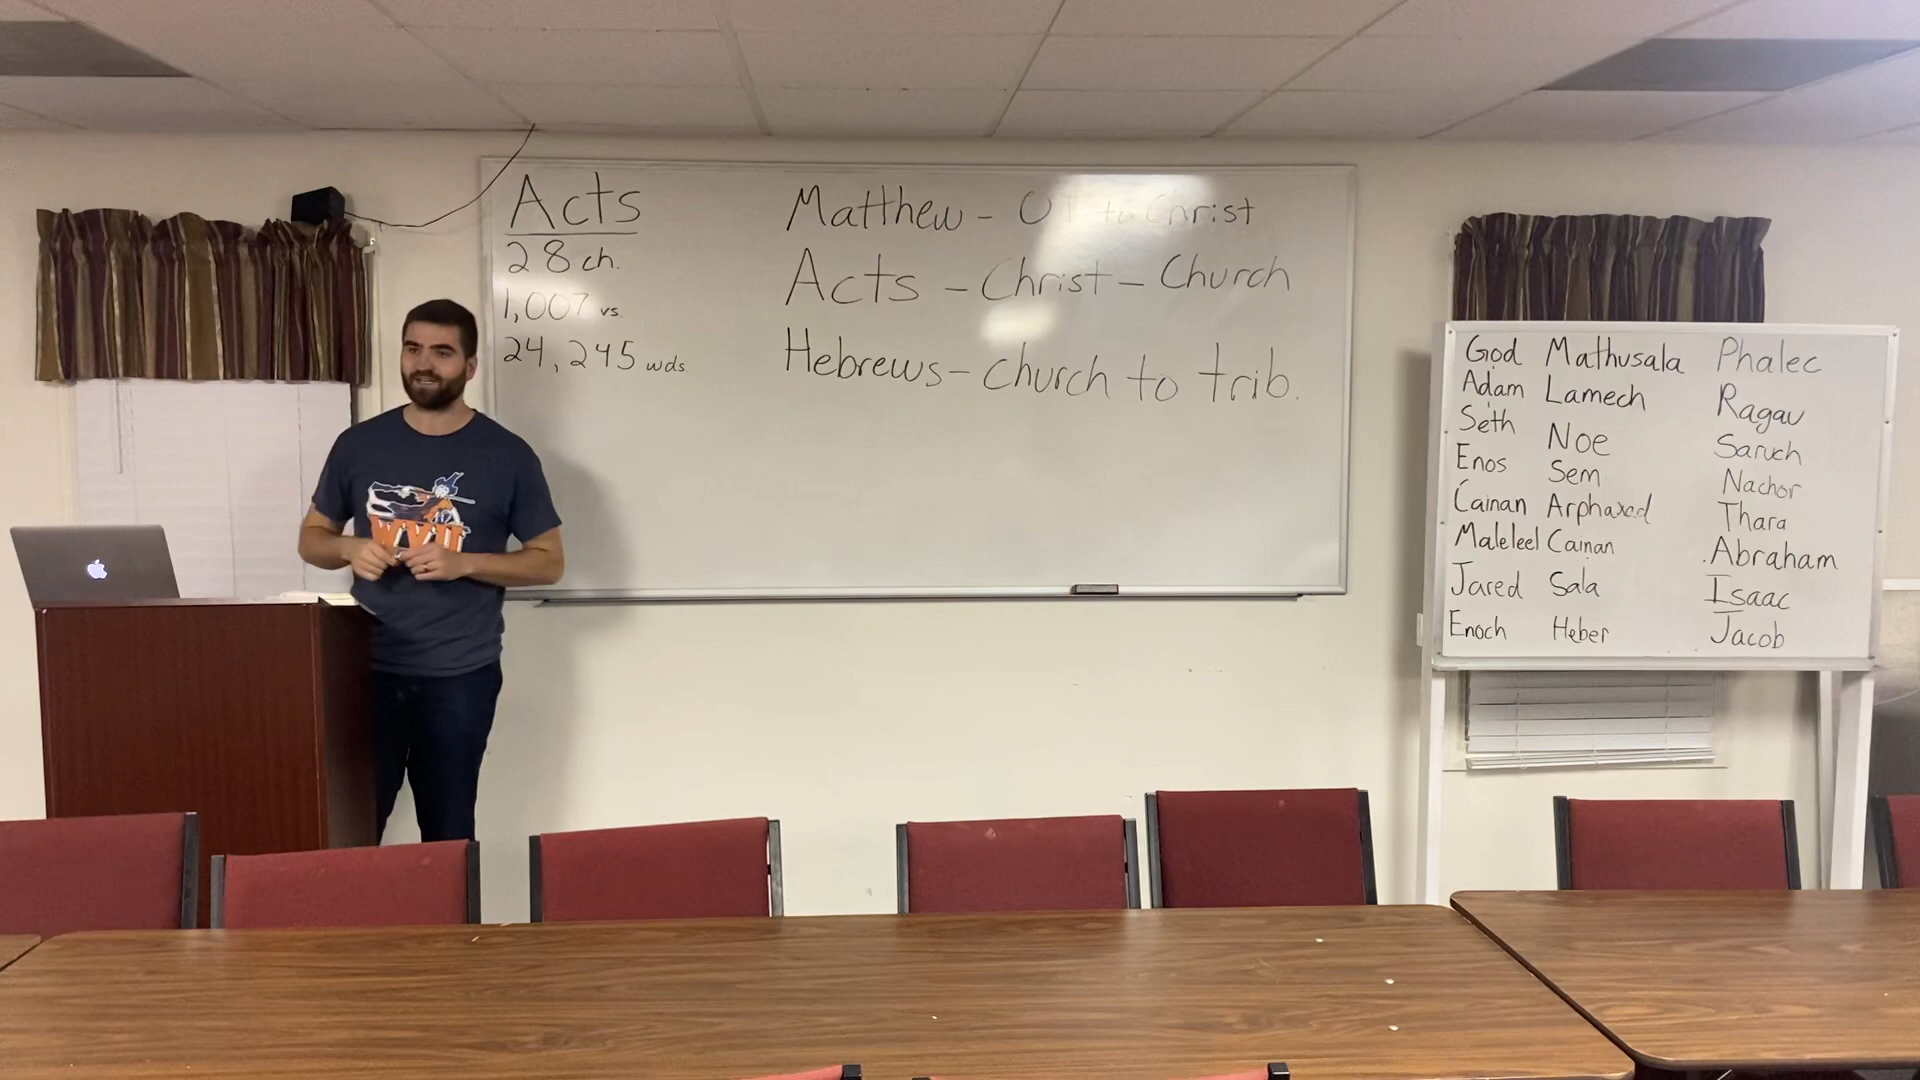 Acts
28 ch.
1,007 vs.
24,245 wds
Matthew - OT to Christ
Acts - Christ - Church
Hebrews - church to trib.
God
Adam
Seth
Enos
Cainan
Maleleel
Jared
Enoch
Mathusala
Lamech
Noe
Sem
Arphaxad
Cainan
Sala
Heber
Phalec
Ragau
Saruch
Nachor
Thara
Abraham
Isaac
Jacob
WVU